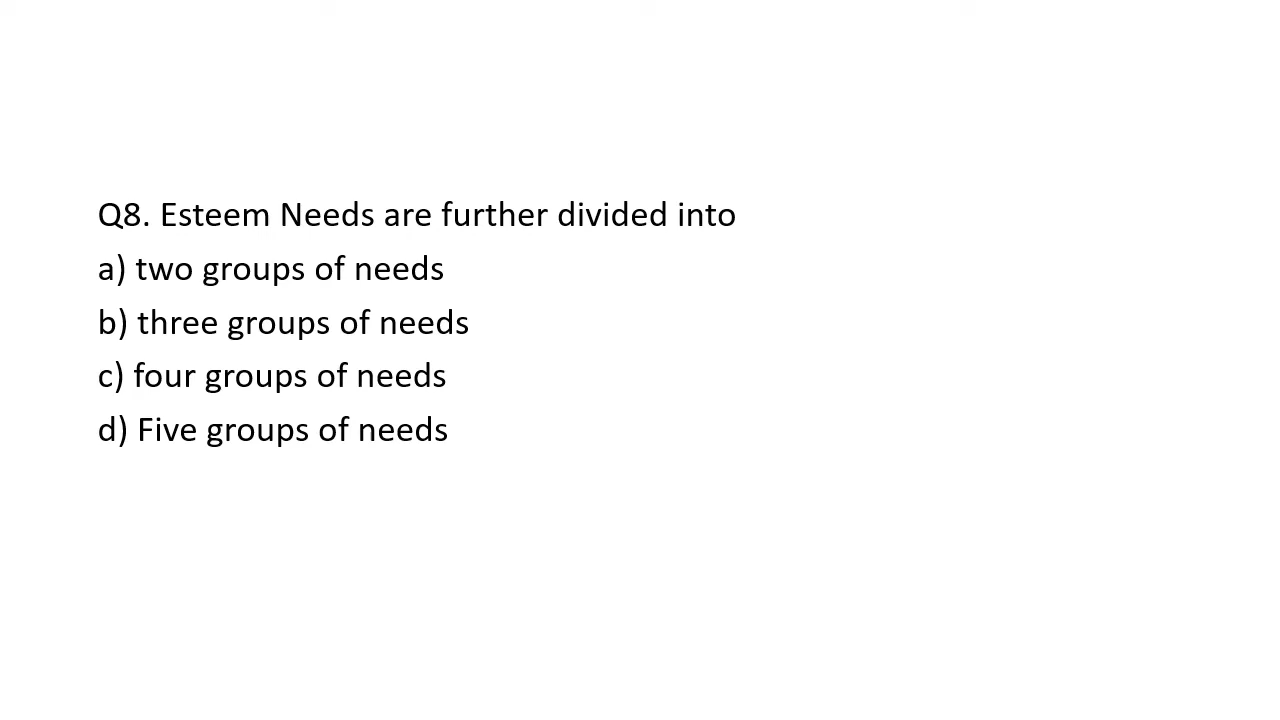 Q8. Esteem Needs are further divided into
a) two groups of needs
b) three groups of needs
c) four groups of needs
d) Five groups of needs